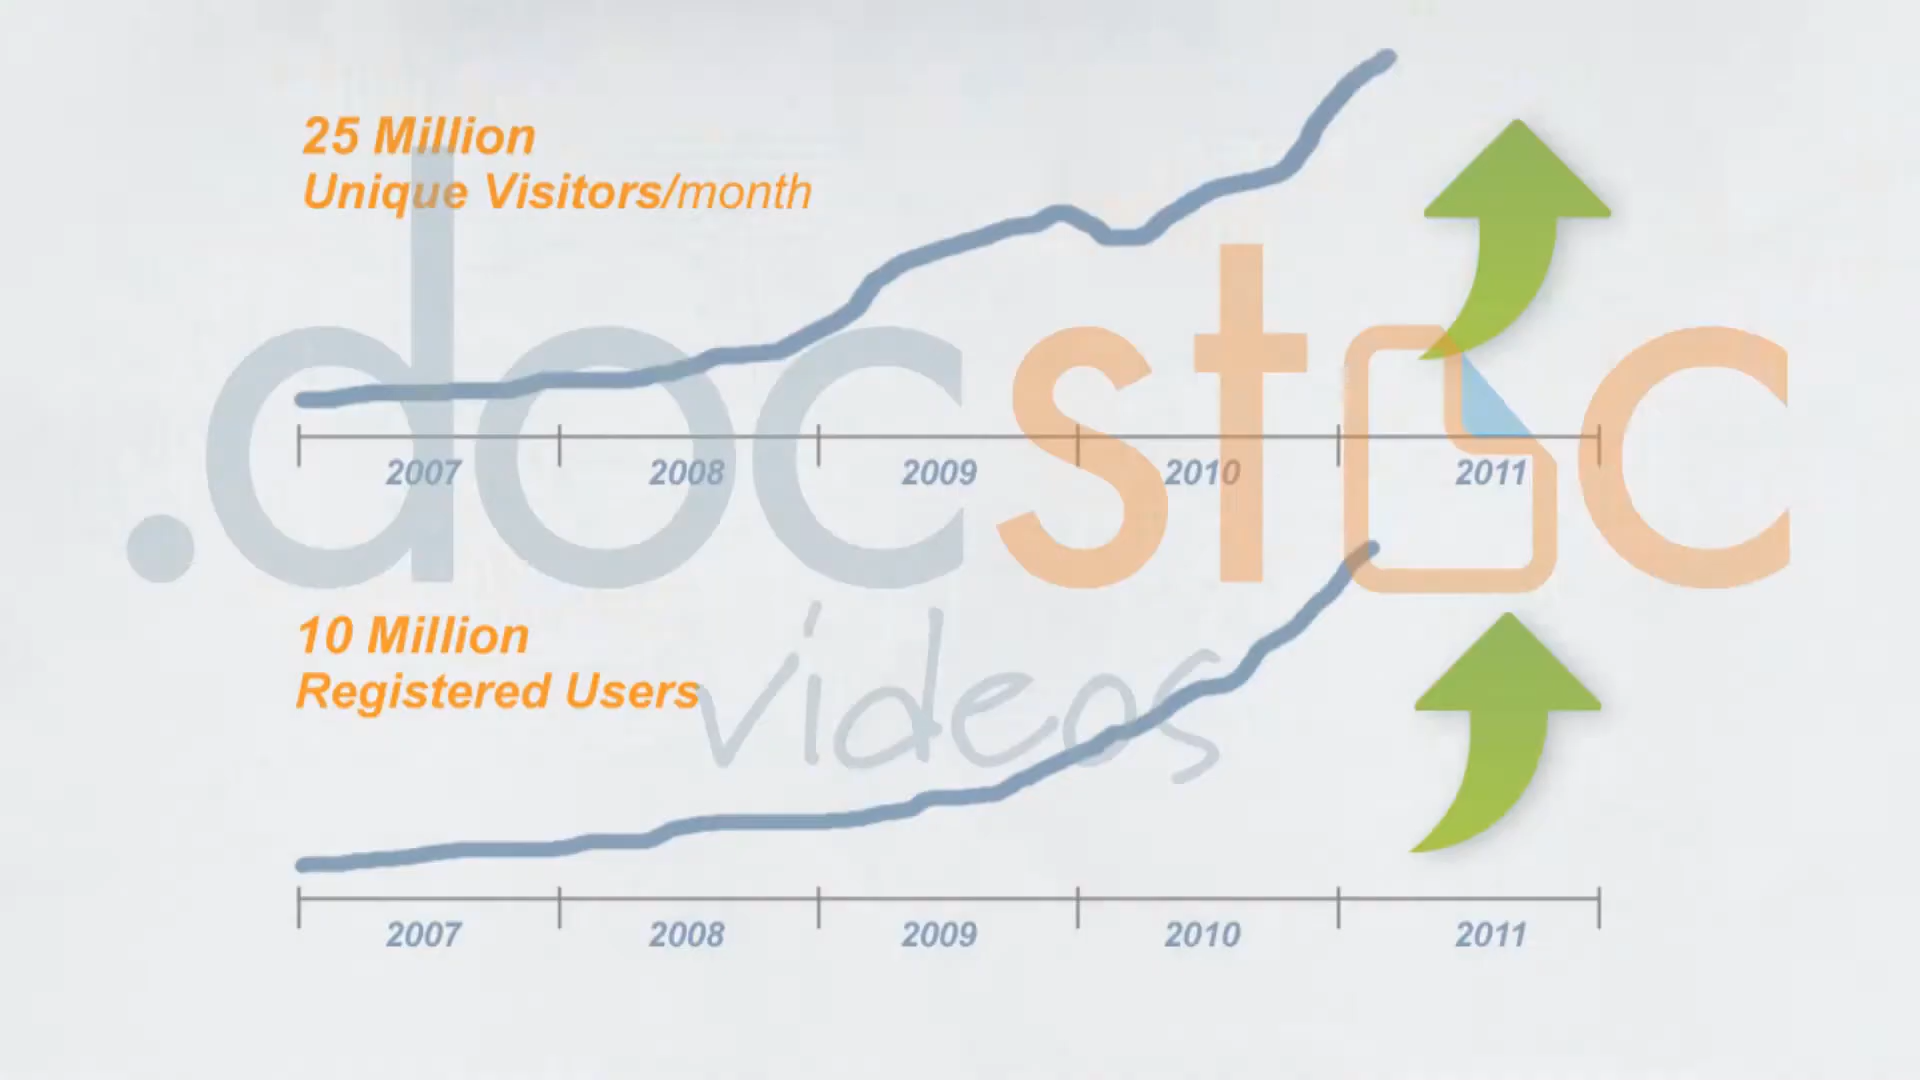 25 Million
Unique Visitors/month
2007 2008 2009 2010 2011
.docstoc
videos
10 Million
Registered Users
2007 2008 2009 2010 2011